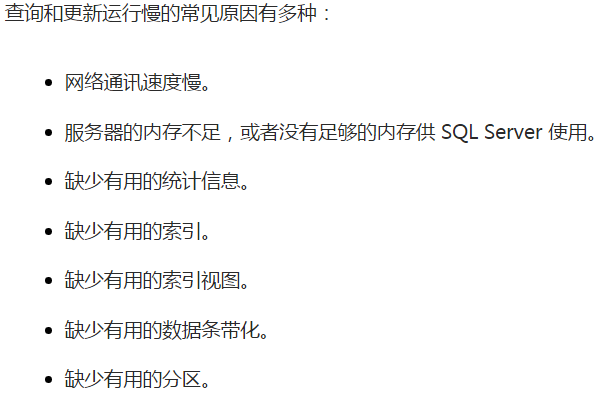 查询和更新运行慢的常见原因有多种：
网络通讯速度慢。
服务器的内存不足，或者没有足够的内存供 SQL Server 使用。
缺少有用的统计信息。
缺少有用的索引。
缺少有用的索引视图。
缺少有用的数据条带化。
缺少有用的分区。